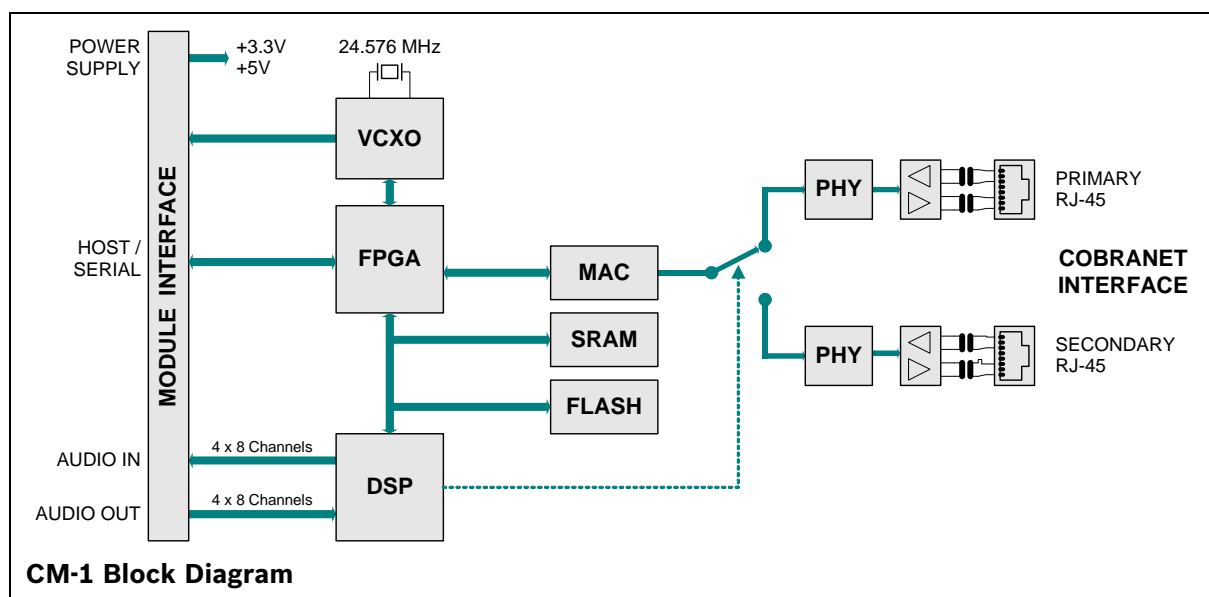 POWER
SUPPLY
+3.3V
+5V
24.576 MHz
VCXO
MODULE INTERFACE
HOST /
SERIAL
FPGA
MAC
SRAM
FLASH
PHY
PRIMARY
RJ-45
COBRANET
INTERFACE
PHY
SECONDARY
RJ-45
AUDIO IN
4 x 8 Channels
DSP
AUDIO OUT
4 x 8 Channels
CM-1 Block Diagram